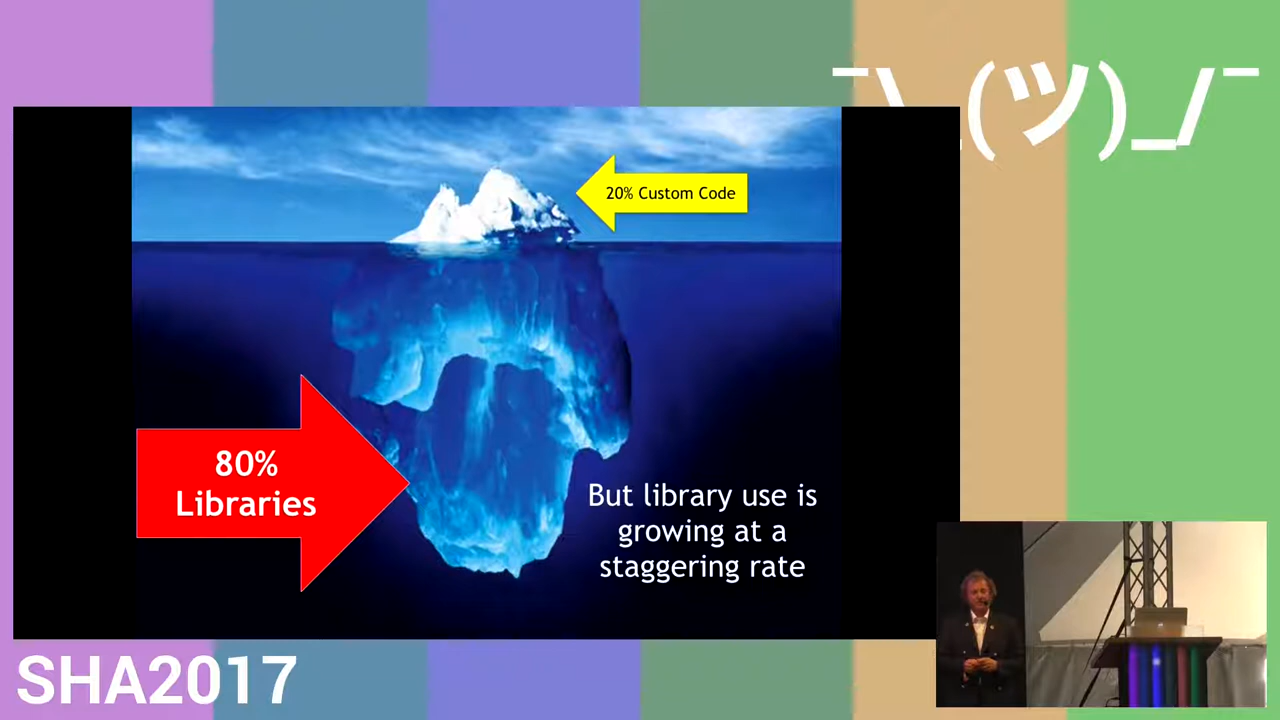 ¯\_(ツ)_/¯
20% Custom Code
80%
Libraries
But library use is
growing at a
staggering rate
SHA2017